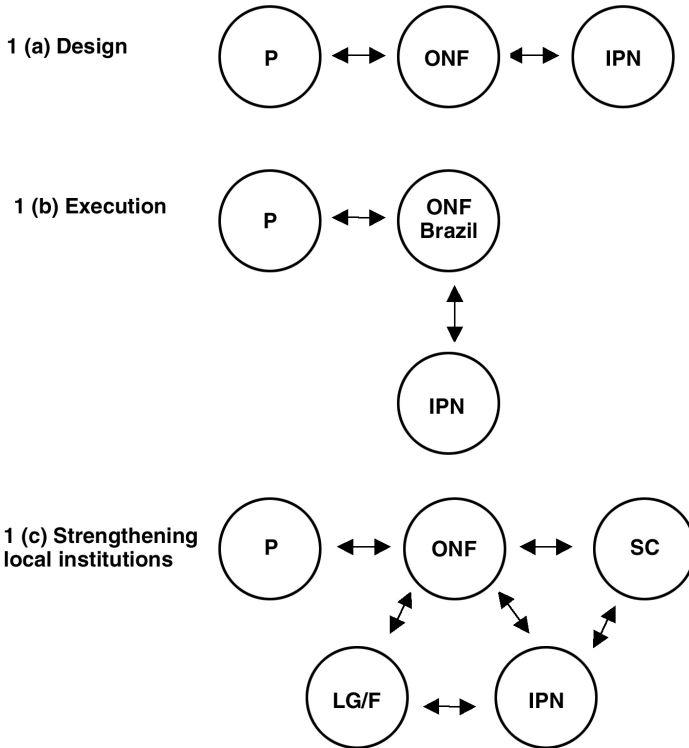 1 (a) Design
P
ONF
IPN
1 (b) Execution
P
ONF
Brazil
IPN
1 (c) Strengthening
local institutions
P
ONF
SC
LG/F
IPN